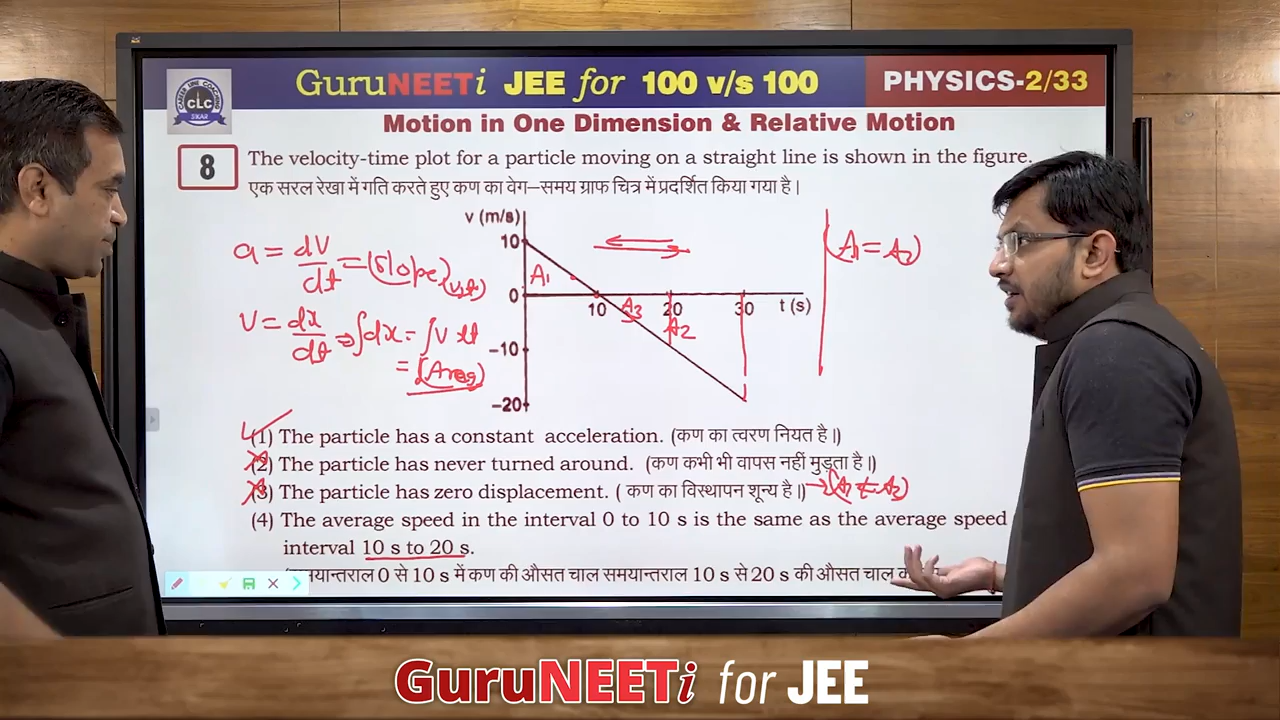 GuruNEETi JEE for 100 v/s 100
PHYSICS-2/33
CLC
SIKAR
Motion in One Dimension & Relative Motion
8
The velocity-time plot for a particle moving on a straight line is shown in the figure.
एक सरल रेखा में गति करते हुए कण का वेग–समय ग्राफ चित्र में प्रदर्शित किया गया है।
v (m/s)
10
0
−10
−20
10
20
30
t (s)
a = dv/dt = (slope)
v = dx/dt ⇒ ∫dx = ∫v dt
= (Area)
A1
A3
A2
(A1 = A2)
(1) The particle has a constant acceleration. (कण का त्वरण नियत है।)
(2) The particle has never turned around. (कण कभी भी वापस नहीं मुड़ता है।)
(3) The particle has zero displacement. ( कण का विस्थापन शून्य है।)
(4) The average speed in the interval 0 to 10 s is the same as the average speed
interval 10 s to 20 s.
0 से 10 s में कण की औसत चाल समयान्तराल 10 s से 20 s की औसत चाल
GuruNEETi for JEE